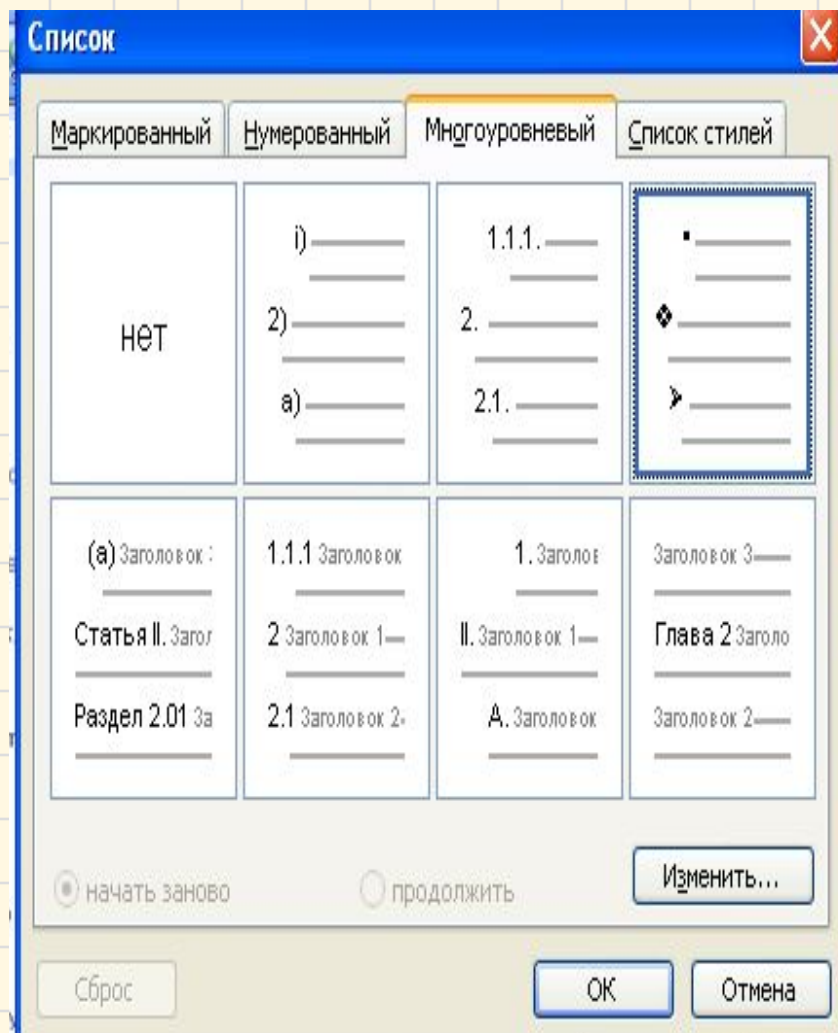 Список
Маркированный Нумерованный Многоуровневый Список стилей
нет
i)
2)
a)
1.1.1.
2.
2.1.
(a) Заголовок
Статья II. Загол
Раздел 2.01 За
1.1.1 Заголовок
2 Заголовок 1
2.1 Заголовок 2
1. Заголов
II. Заголовок 1
A. Заголовок
Заголовок 3
Глава 2 Заголо
Заголовок 2
начать заново продолжить Изменить...
Сброс ОК Отмена